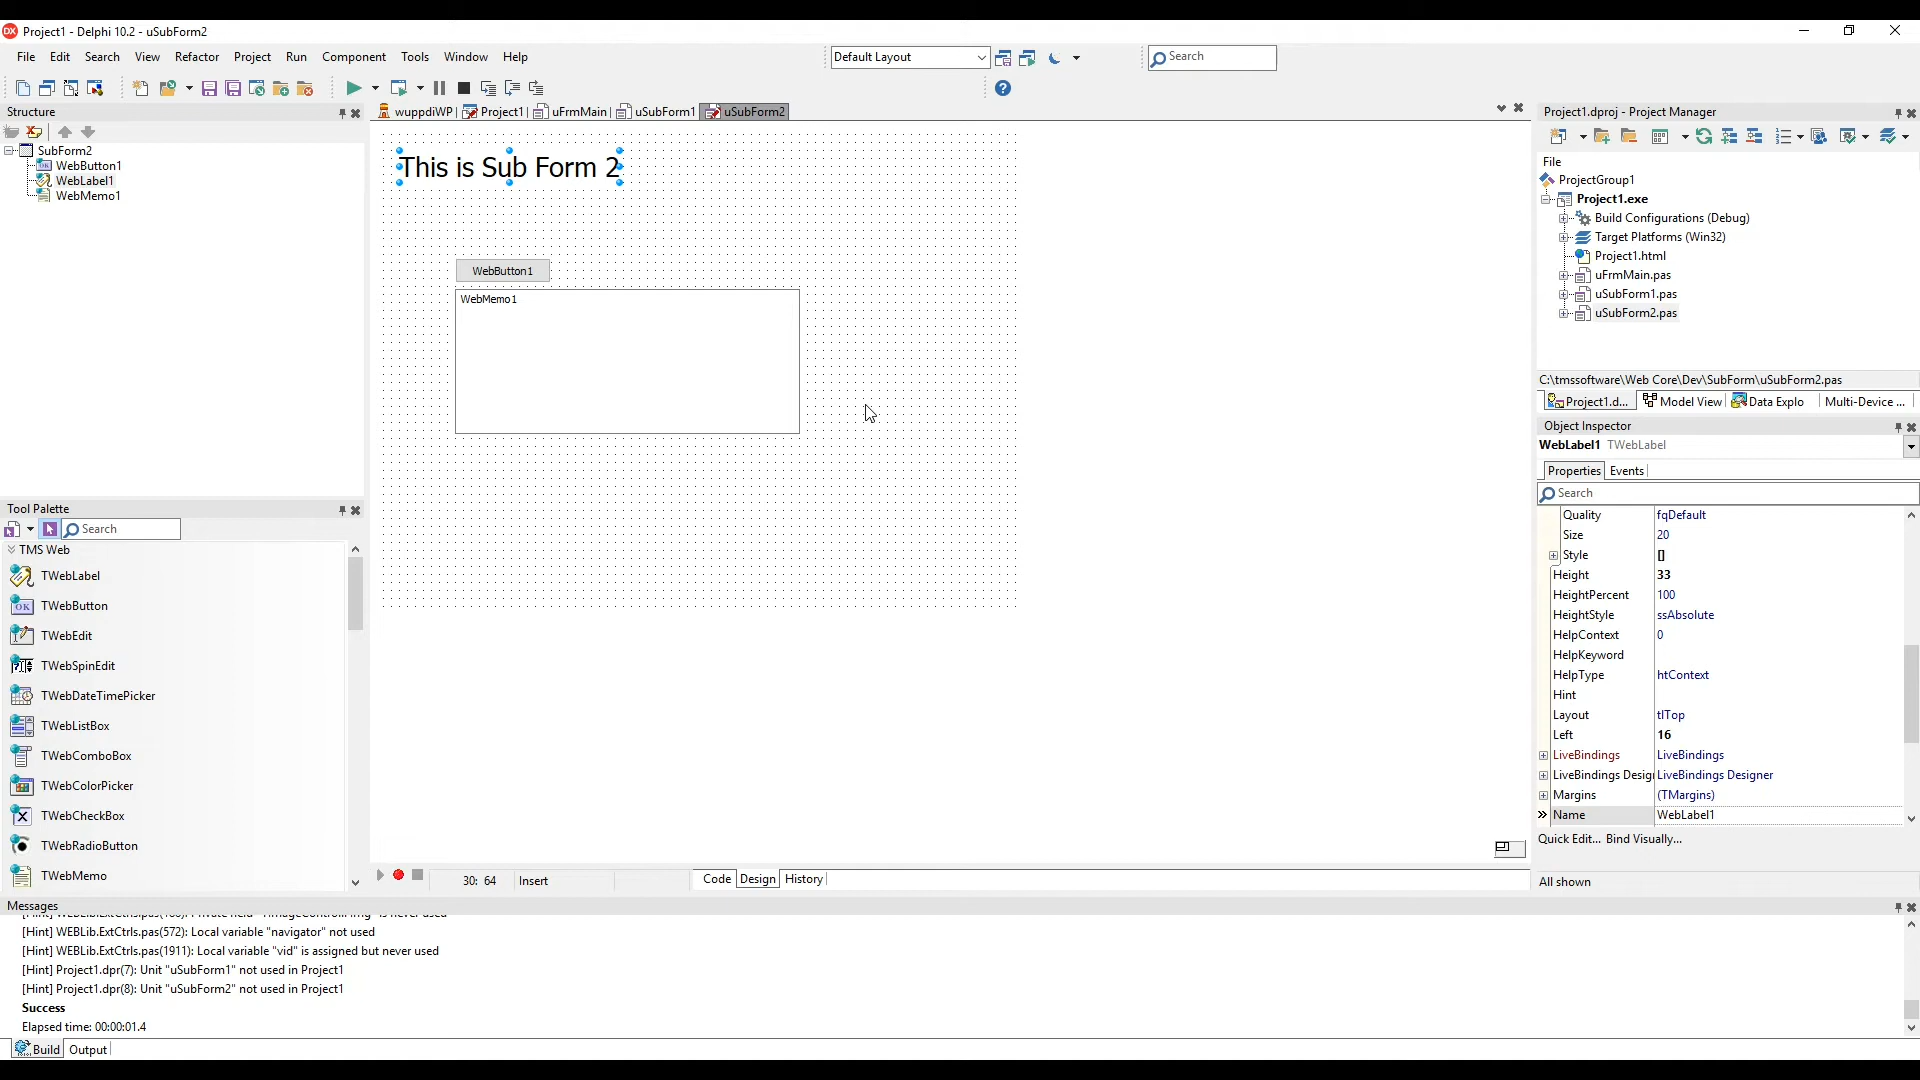 Project1 - Delphi 10.2 - uSubForm2
File Edit Search View Refactor Project Run Component Tools Window Help
Default Layout
Search
Structure
SubForm2
WebButton1
WebLabel1
WebMemo1
wuppdiWP Project1 uFrmMain uSubForm1 uSubForm2
This is Sub Form 2
WebButton1
WebMemo1
Project1.dproj - Project Manager
File
ProjectGroup1
Project1.exe
Build Configurations (Debug)
Target Platforms (Win32)
Project1.html
uFrmMain.pas
uSubForm1.pas
uSubForm2.pas
C:\tmssoftware\Web Core\Dev\SubForm\uSubForm2.pas
Project1.d... Model View Data Explo Multi-Device ...
Object Inspector
WebLabel1 TWebLabel
Properties Events
Search
Quality fqDefault
Size 20
Style []
Height 33
HeightPercent 100
HeightStyle ssAbsolute
HelpContext 0
HelpKeyword
HelpType htContext
Hint
Layout tlTop
Left 16
LiveBindings LiveBindings
LiveBindings Desig LiveBindings Designer
Margins (TMargins)
Name WebLabel1
Quick Edit... Bind Visually...
All shown
Tool Palette
Search
TMS Web
TWebLabel
TWebButton
TWebEdit
TWebSpinEdit
TWebDateTimePicker
TWebListBox
TWebComboBox
TWebColorPicker
TWebCheckBox
TWebRadioButton
TWebMemo
30: 64 Insert
Code Design History
Messages
[Hint] WEBLib.ExtCtrls.pas(572): Local variable "navigator" not used
[Hint] WEBLib.ExtCtrls.pas(1911): Local variable "vid" is assigned but never used
[Hint] Project1.dpr(7): Unit "uSubForm1" not used in Project1
[Hint] Project1.dpr(8): Unit "uSubForm2" not used in Project1
Success
Elapsed time: 00:00:01.4
Build Output